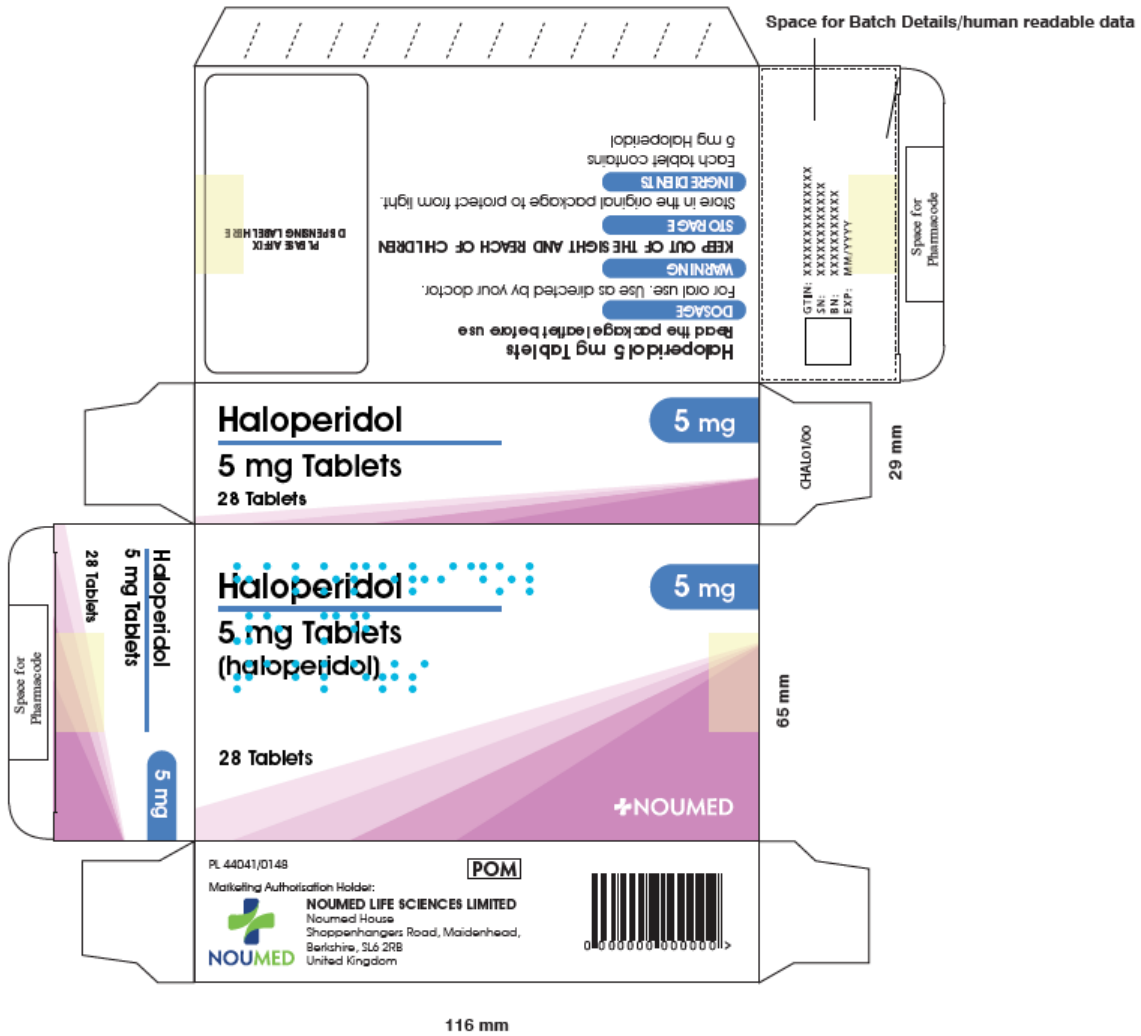 Space for Batch Details/human readable data
Haloperidol 5 mg Tablets
Read the package leaflet before use
DOSAGE
For oral use. Use as directed by your doctor.
WARNING
KEEP OUT OF THE SIGHT AND REACH OF CHILDREN
STORAGE
Store in the original package to protect from light.
INGREDIENTS
Each tablet contains
5 mg Haloperidol
PLEASE AFFIX
DISPENSING LABEL HERE
GTIN: XXXXXXXXXXXXXX
SN: XXXXXXXXXXXX
BN: XXXXXXXXXXXX
EXP: MM/YYYY
Space for
Pharmacode
Haloperidol
5 mg Tablets
28 Tablets
5 mg
CHAL01/00
29 mm
Haloperidol
5 mg Tablets
28 Tablets
5 mg
Space for
Pharmacode
Haloperidol
5 mg Tablets
(haloperidol)
28 Tablets
5 mg
NOUMED
65 mm
PL 44041/0148
POM
Marketing Authorisation Holder:
NOUMED LIFE SCIENCES LIMITED
Noumed House
Shoppenhangers Road, Maidenhead,
Berkshire, SL6 2RB
United Kingdom
NOUMED
0 000000 000000 >
116 mm